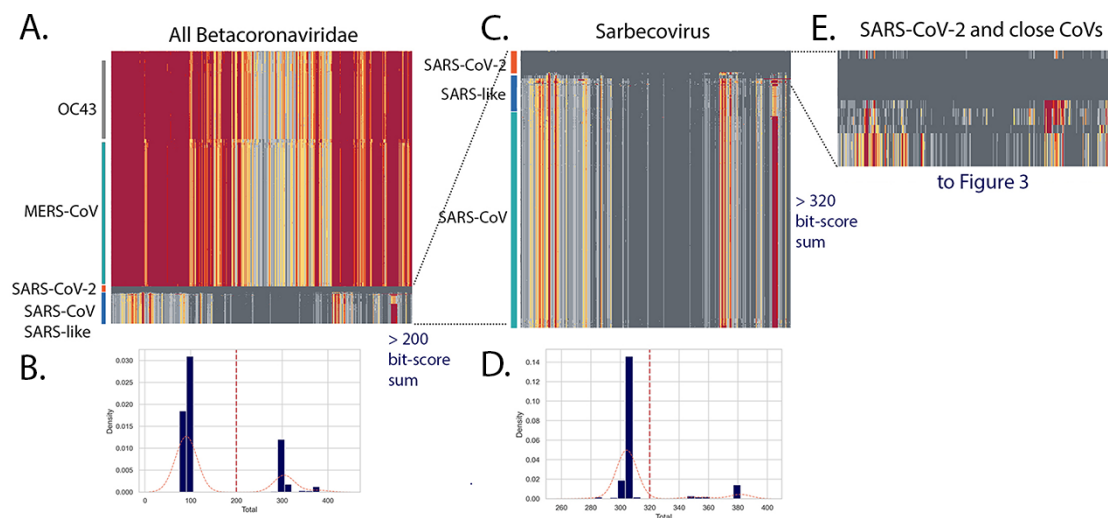 A.
All Betacoronaviridae
OC43
MERS-CoV
SARS-CoV-2
SARS-CoV
SARS-like
> 200
bit-score
sum
B.
0.030
0.025
0.020
0.015
0.010
0.005
0.000
Density
0
100
200
300
400
Total
C.
Sarbecovirus
SARS-CoV-2
SARS-like
SARS-CoV
> 320
bit-score
sum
D.
0.14
0.12
0.10
0.08
0.06
0.04
0.02
0.00
Density
260
280
300
320
340
360
380
400
Total
E.
SARS-CoV-2 and close CoVs
to Figure 3